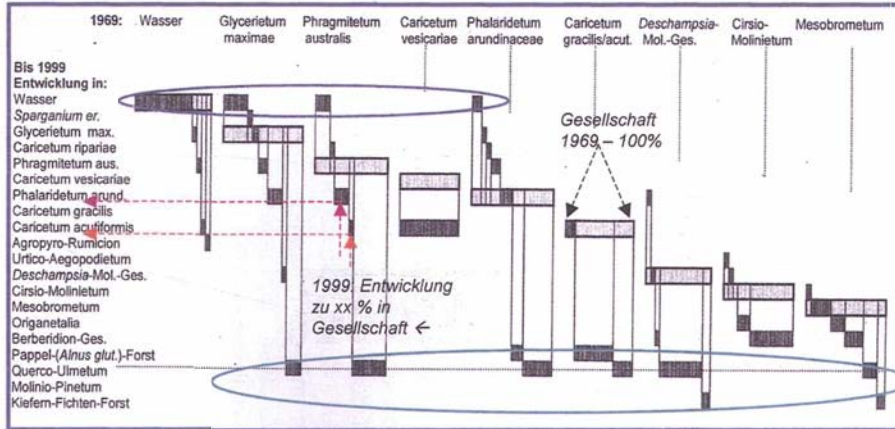 1969: Wasser Glycerietum Phragmitetum Caricetum Phalaridetum Caricetum Deschampsia- Cirsio- Mesobrometum
maximae australis vesicariae arundinaceae gracilis/acut. Mol.-Ges. Molinietum
Bis 1999
Entwicklung in:
Wasser
Sparganium er.
Glycerietum max.
Caricetum ripariae
Phragmitetum aus.
Caricetum vesicariae
Phalaridetum arund.
Caricetum gracilis
Caricetum acutiformis
Agropyro-Rumicion
Urtico-Aegopodietum
Deschampsia-Mol.-Ges.
Cirsio-Molinietum
Mesobrometum
Origanetalia
Berberidion-Ges.
Pappel-(Alnus glut.)-Forst
Querco-Ulmetum
Molinio-Pinetum
Kiefern-Fichten-Forst
Gesellschaft
1969 – 100%
1999: Entwicklung
zu xx % in
Gesellschaft ←